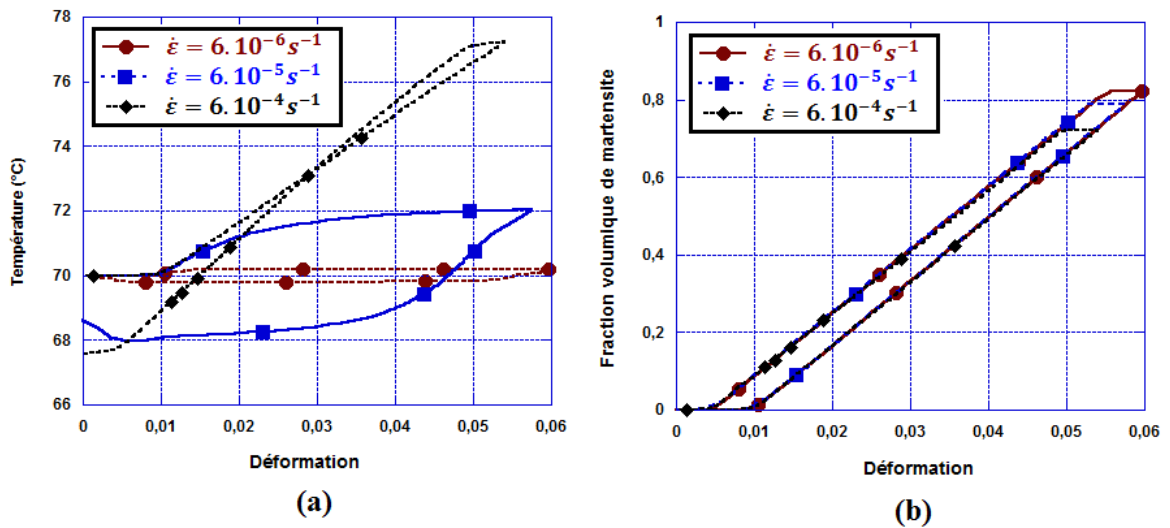 78
76
74
72
70
68
66
Température (°C)
ε̇ = 6.10⁻⁶s⁻¹
ε̇ = 6.10⁻⁵s⁻¹
ε̇ = 6.10⁻⁴s⁻¹
0
0,01
0,02
0,03
0,04
0,05
0,06
Déformation
(a)
1
0,8
0,6
0,4
0,2
0
Fraction volumique de martensite
ε̇ = 6.10⁻⁶s⁻¹
ε̇ = 6.10⁻⁵s⁻¹
ε̇ = 6.10⁻⁴s⁻¹
0
0,01
0,02
0,03
0,04
0,05
0,06
Déformation
(b)